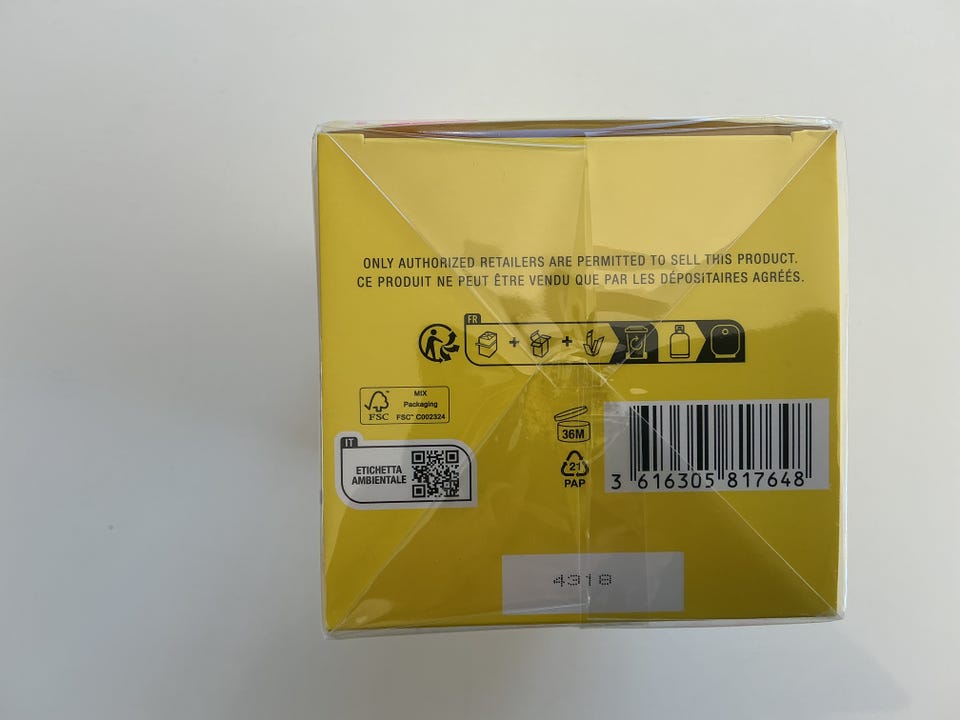 ONLY AUTHORIZED RETAILERS ARE PERMITTED TO SELL THIS PRODUCT.
CE PRODUIT NE PEUT ÊTRE VENDU QUE PAR LES DÉPOSITAIRES AGRÉÉS.
FR
+ +
FSC
MIX
Packaging
FSC™ C002324
IT
ETICHETTA
AMBIENTALE
36M
21
PAP
3 616305 817648
4318